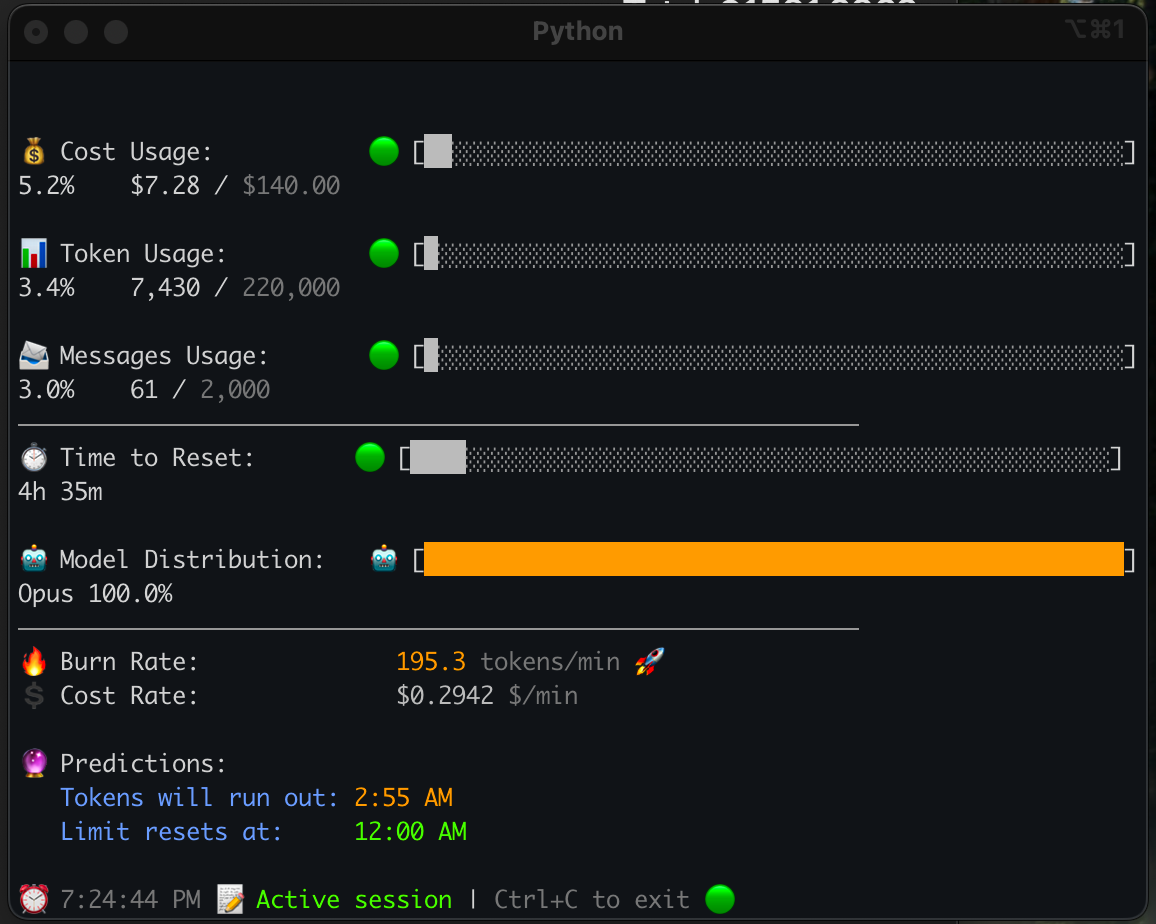 Python
⌥⌘1
💰 Cost Usage: 🟢 [██░░░░░░░░░░░░░░░░░░░░░░░░░░░░░░░░░░░░░░░░░░░░░░░░]
5.2% $7.28 / $140.00
📊 Token Usage: 🟢 [█░░░░░░░░░░░░░░░░░░░░░░░░░░░░░░░░░░░░░░░░░░░░░░░░░]
3.4% 7,430 / 220,000
📨 Messages Usage: 🟢 [█░░░░░░░░░░░░░░░░░░░░░░░░░░░░░░░░░░░░░░░░░░░░░░░░░]
3.0% 61 / 2,000
⏱️ Time to Reset: 🟢 [████░░░░░░░░░░░░░░░░░░░░░░░░░░░░░░░░░░░░░░░░░░░░░░]
4h 35m
🤖 Model Distribution: 🤖 [██████████████████████████████████████████████████]
Opus 100.0%
🔥 Burn Rate: 195.3 tokens/min 🚀
💲 Cost Rate: $0.2942 $/min
🔮 Predictions:
Tokens will run out: 2:55 AM
Limit resets at: 12:00 AM
⏰ 7:24:44 PM 📝 Active session | Ctrl+C to exit 🟢